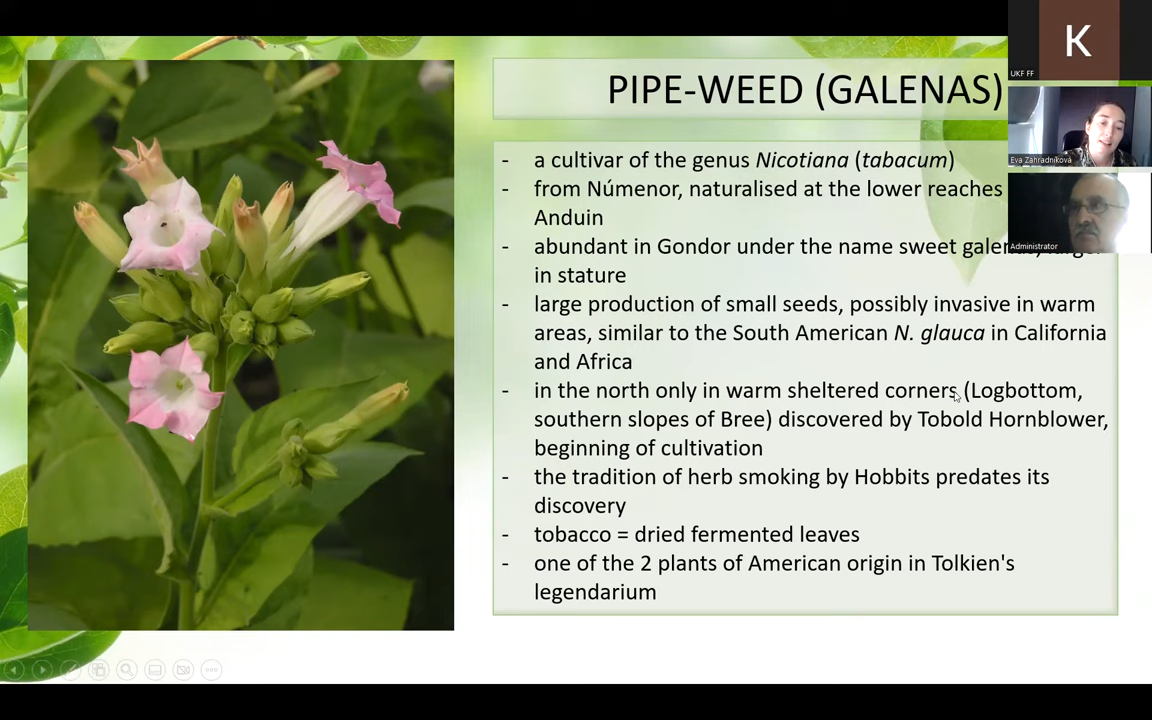 PIPE-WEED (GALENAS)
- a cultivar of the genus Nicotiana (tabacum)
- from Númenor, naturalised at the lower reaches
Anduin
- abundant in Gondor under the name sweet
in stature
- large production of small seeds, possibly invasive in warm
areas, similar to the South American N. glauca in California
and Africa
- in the north only in warm sheltered corners (Logbottom,
southern slopes of Bree) discovered by Tobold Hornblower,
beginning of cultivation
- the tradition of herb smoking by Hobbits predates its
discovery
- tobacco = dried fermented leaves
- one of the 2 plants of American origin in Tolkien's
legendarium
K
UKF FF
Eva Zahradníková
Administrator